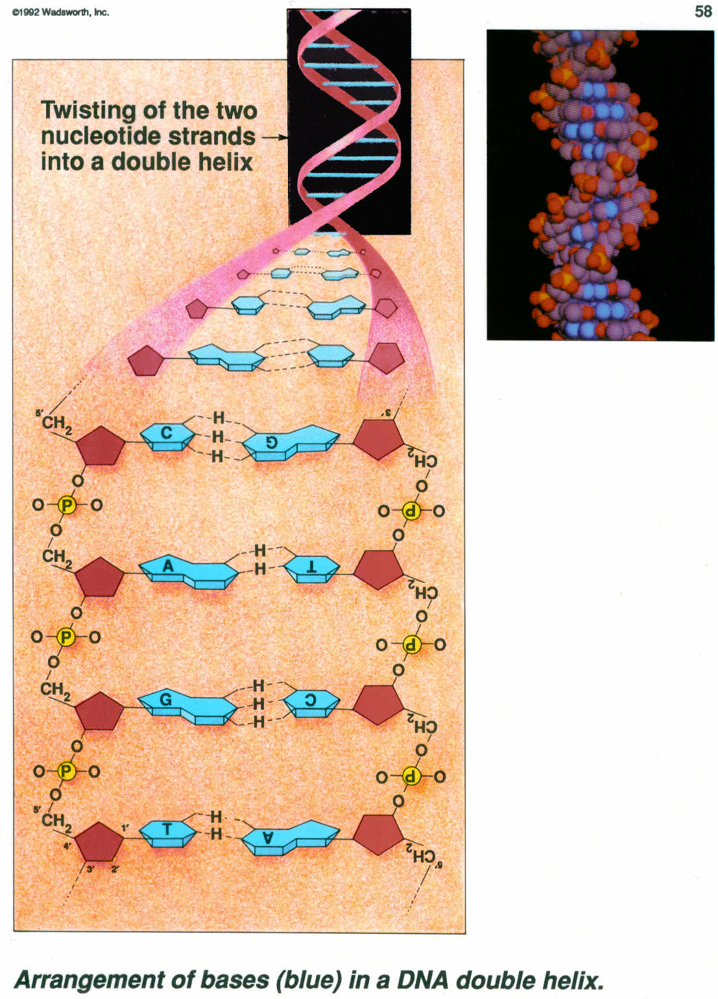 ©1992 Wadsworth, Inc.
58
Twisting of the two
nucleotide strands
into a double helix
5′
CH2
C
H
H
H
G
3′
CH2
O
O
P
O
O
O
O
P
O
O
CH2
A
H
H
T
CH2
O
O
P
O
O
O
O
P
O
O
CH2
G
H
H
H
C
CH2
O
O
P
O
O
O
O
P
O
O
5′
CH2
4′
1′
3′
2′
T
H
H
A
CH2
5′
Arrangement of bases (blue) in a DNA double helix.